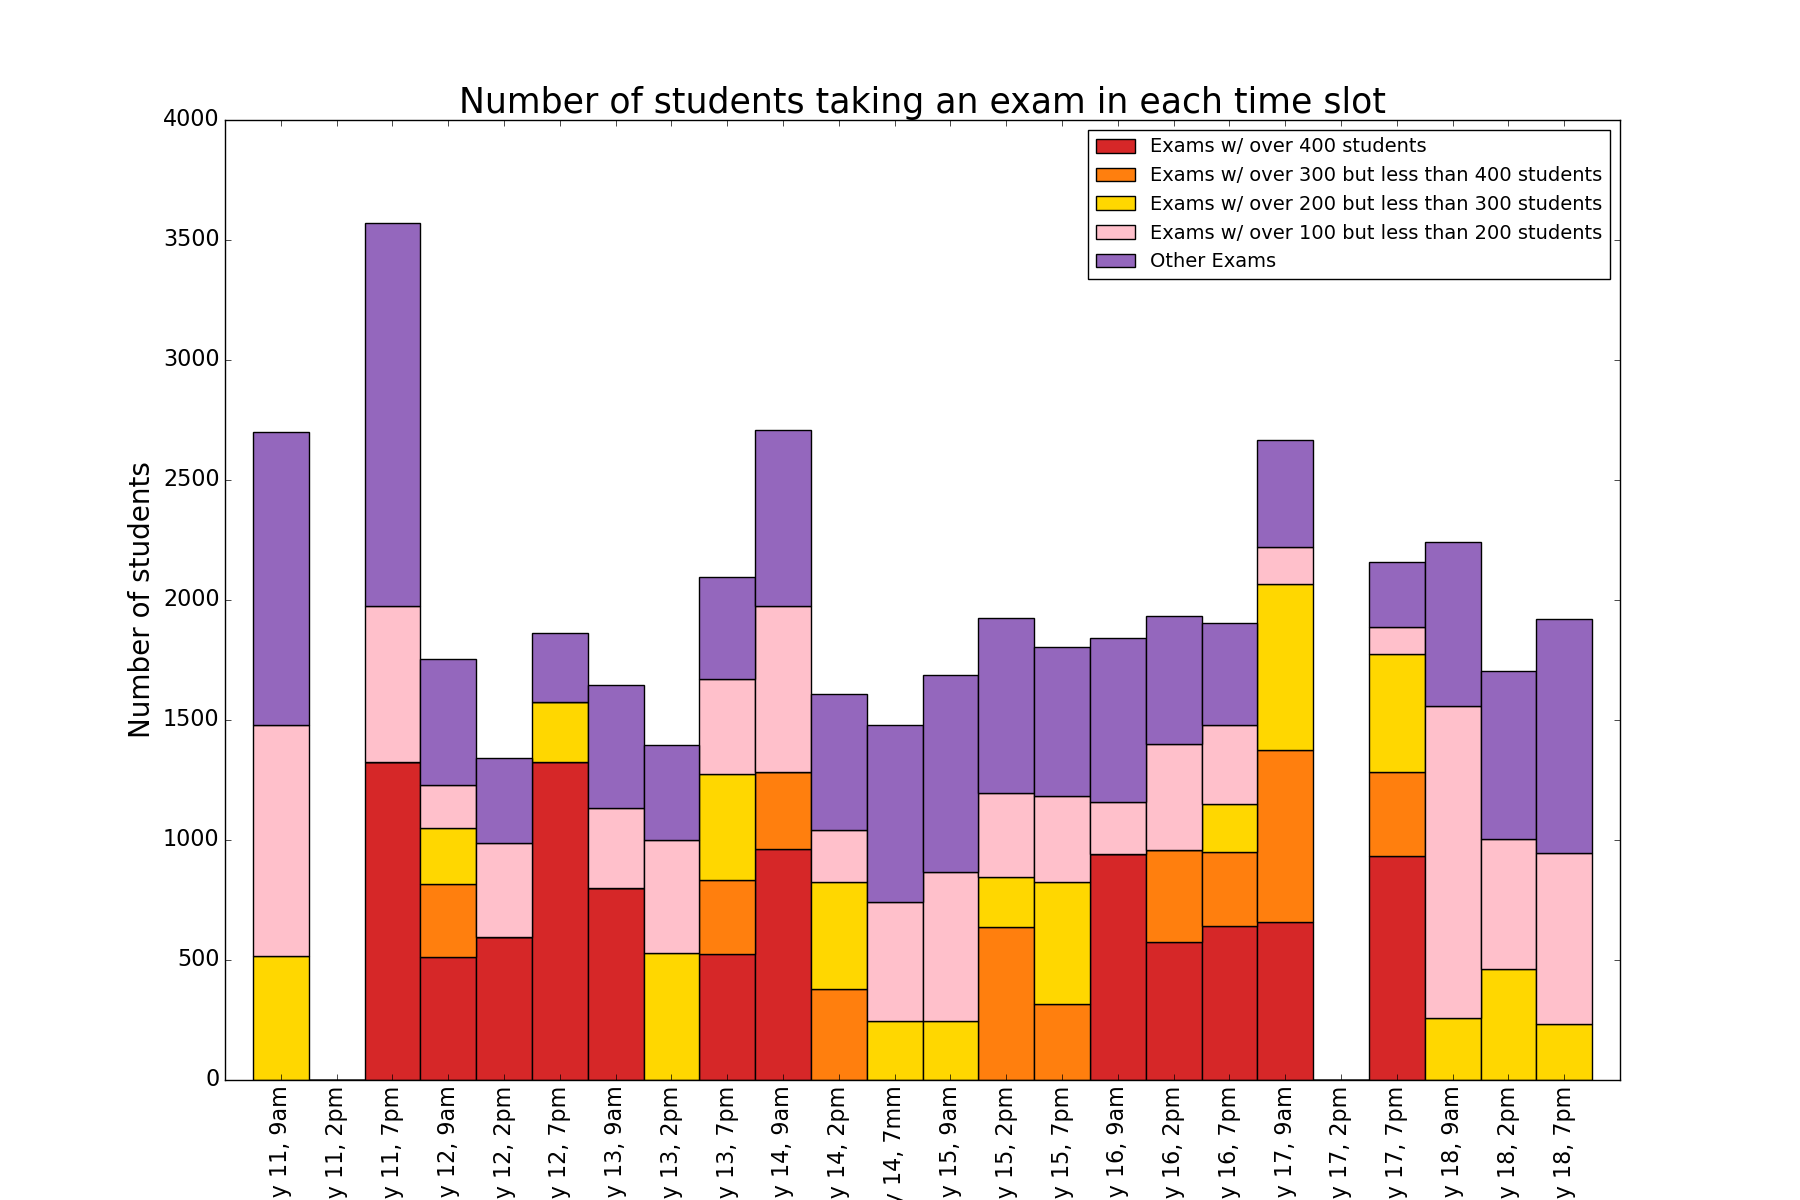 Number of students taking an exam in each time slot
Exams w/ over 400 students
Exams w/ over 300 but less than 400 students
Exams w/ over 200 but less than 300 students
Exams w/ over 100 but less than 200 students
Other Exams
Number of students
4000
3500
3000
2500
2000
1500
1000
500
0
y 11, 9am
y 11, 2pm
y 11, 7pm
y 12, 9am
y 12, 2pm
y 12, 7pm
y 13, 9am
y 13, 2pm
y 13, 7pm
y 14, 9am
y 14, 2pm
y 14, 7mm
y 15, 9am
y 15, 2pm
y 15, 7pm
y 16, 9am
y 16, 2pm
y 16, 7pm
y 17, 9am
y 17, 2pm
y 17, 7pm
y 18, 9am
y 18, 2pm
y 18, 7pm